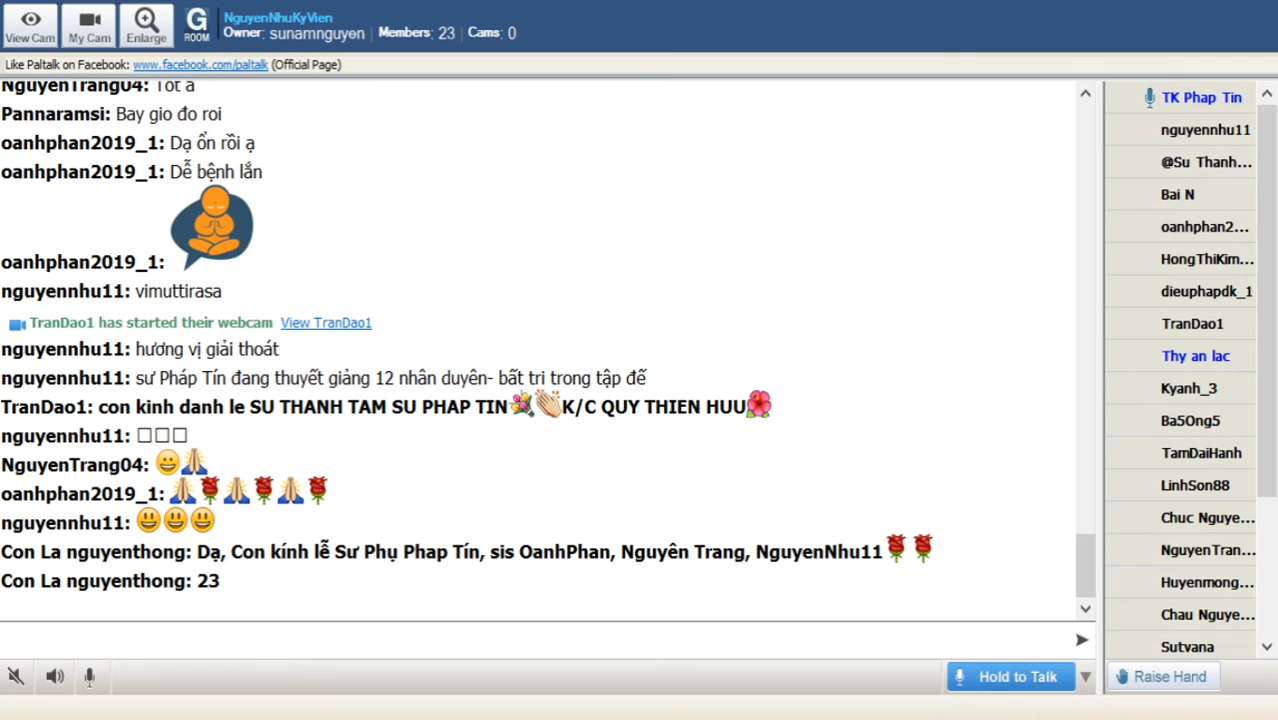 View Cam
My Cam
Enlarge
G
ROOM
NguyenNhuKyVien
Owner: sunamnguyen | Members: 23 | Cams: 0
Like Paltalk on Facebook: www.facebook.com/paltalk (Official Page)
NguyenTrang04: Tốt ạ
Pannaramsi: Bay gio đo roi
oanhphan2019_1: Dạ ổn rồi ạ
oanhphan2019_1: Dễ bệnh lắn
oanhphan2019_1:
nguyennhu11: vimuttirasa
TranDao1 has started their webcam View TranDao1
nguyennhu11: hương vị giải thoát
nguyennhu11: sư Pháp Tín đang thuyết giảng 12 nhân duyên- bất tri trong tập đế
TranDao1: con kinh danh le SU THANH TAM SU PHAP TIN K/C QUY THIEN HUU
nguyennhu11:
NguyenTrang04:
oanhphan2019_1:
nguyennhu11:
Con La nguyenthong: Dạ, Con kính lễ Sư Phụ Phap Tín, sis OanhPhan, Nguyên Trang, NguyenNhu11
Con La nguyenthong: 23
Hold to Talk
TK Phap Tin
nguyennhu11
@Su Thanh...
Bai N
oanhphan2...
HongThiKim...
dieuphapdk_1
TranDao1
Thy an lac
Kyanh_3
Ba5Ong5
TamDaiHanh
LinhSon88
Chuc Nguye...
NguyenTran...
Huyenmong...
Chau Nguye...
Sutvana
Raise Hand